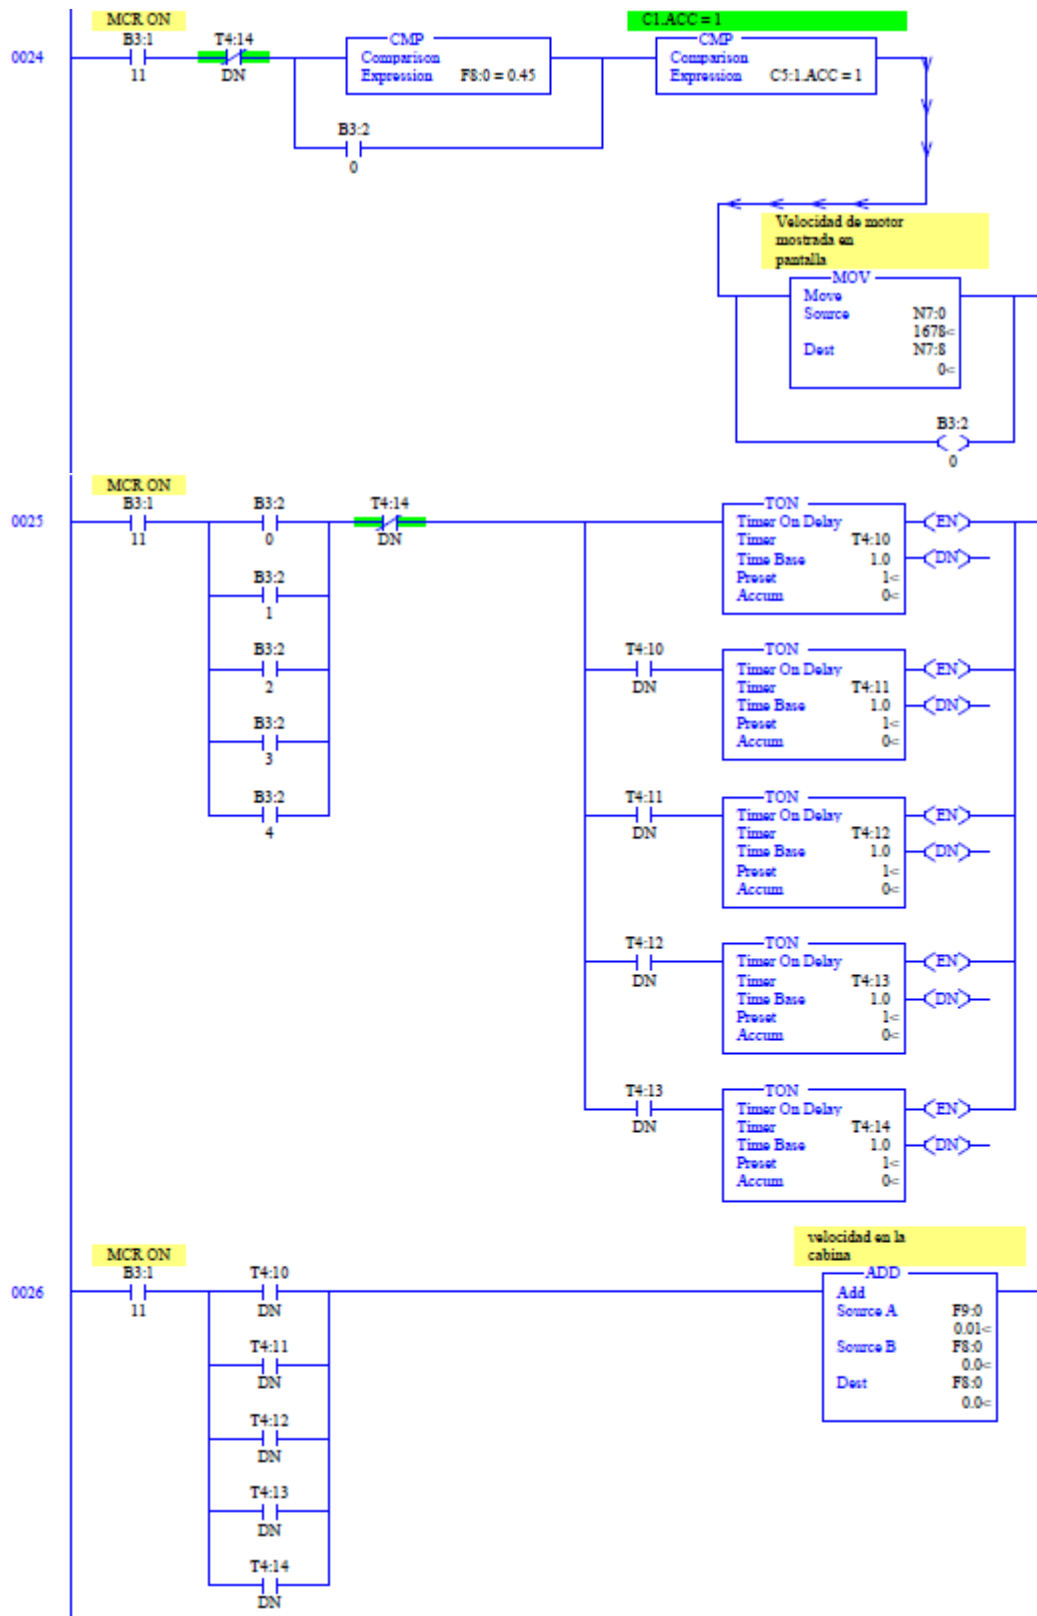 MCR ON
C1.ACC = 1
0024
B3:1
11
T4:14
DN
CMP
Comparison
Expression F8:0 = 0.45
CMP
Comparison
Expression C5:1.ACC = 1
B3:2
0
Velocidad de motor
mostrada en
pantalla
MOV
Move
Source N7:0
1678<
Dest N7:8
0<
B3:2
0
MCR ON
0025
B3:1
11
B3:2
0
T4:14
DN
B3:2
1
B3:2
2
B3:2
3
B3:2
4
TON
Timer On Delay
Timer T4:10
Time Base 1.0
Preset 1<
Accum 0<
EN
DN
T4:10
DN
TON
Timer On Delay
Timer T4:11
Time Base 1.0
Preset 1<
Accum 0<
EN
DN
T4:11
DN
TON
Timer On Delay
Timer T4:12
Time Base 1.0
Preset 1<
Accum 0<
EN
DN
T4:12
DN
TON
Timer On Delay
Timer T4:13
Time Base 1.0
Preset 1<
Accum 0<
EN
DN
T4:13
DN
TON
Timer On Delay
Timer T4:14
Time Base 1.0
Preset 1<
Accum 0<
EN
DN
MCR ON
0026
B3:1
11
T4:10
DN
T4:11
DN
T4:12
DN
T4:13
DN
T4:14
DN
velocidad en la
cabina
ADD
Add
Source A F9:0
0.01<
Source B F8:0
0.0<
Dest F8:0
0.0<